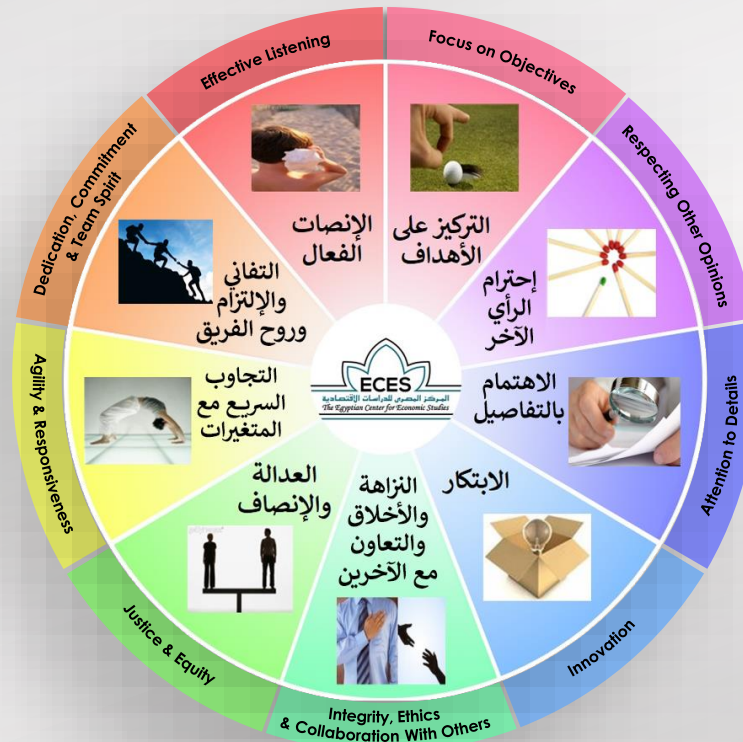 Focus on Objectives
التركيز على
الأهداف
Respecting Other Opinions
إحترام
الرأي
الآخر
Attention to Details
الاهتمام
بالتفاصيل
Innovation
الابتكار
Integrity, Ethics
& Collaboration With Others
النزاهة
والأخلاق
والتعاون
مع الآخرين
Justice & Equity
العدالة
والإنصاف
Agility & Responsiveness
التجاوب
السريع مع
المتغيرات
Dedication, Commitment
& Team Spirit
التفاني
والإلتزام
وروح الفريق
Effective Listening
الإنصات
الفعال
ECES
المركز المصرى للدراسات الإقتصادية
The Egyptian Center for Economic Studies